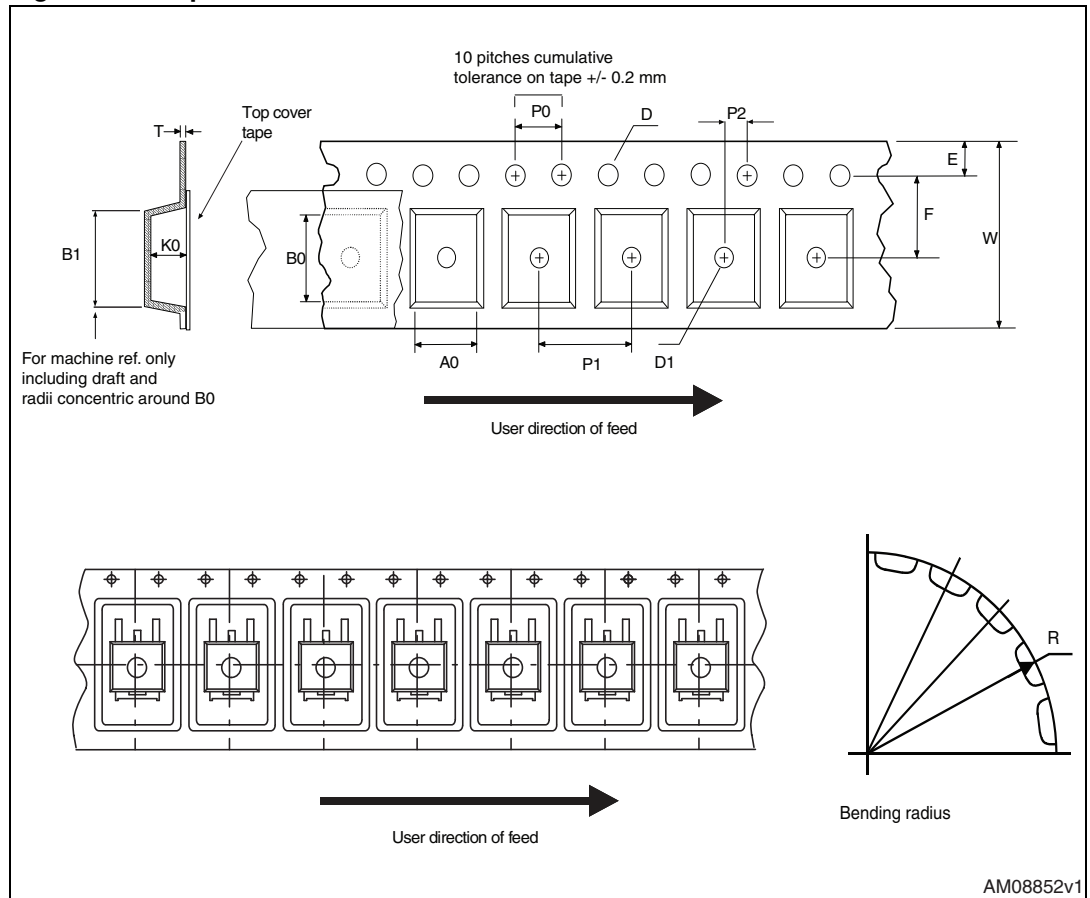 10 pitches cumulative
tolerance on tape +/- 0.2 mm
Top cover
tape
T
P0
D
P2
E
F
W
B1
K0
B0
A0
P1
D1
For machine ref. only
including draft and
radii concentric around B0
User direction of feed
R
Bending radius
User direction of feed
AM08852v1